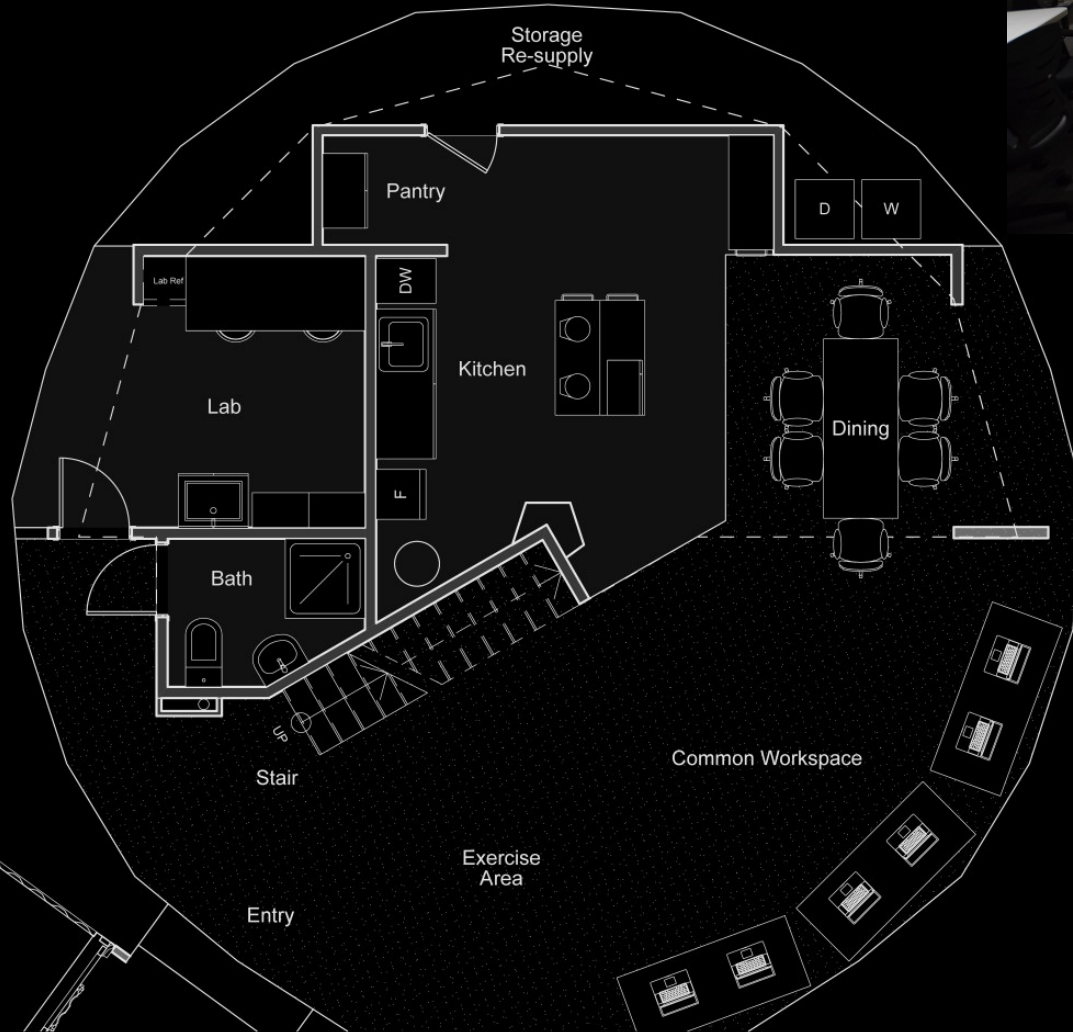 Storage
Re-supply
Pantry
D
W
Lab Ref
DW
Kitchen
Lab
Dining
F
Bath
UP
Stair
Common Workspace
Exercise
Area
Entry